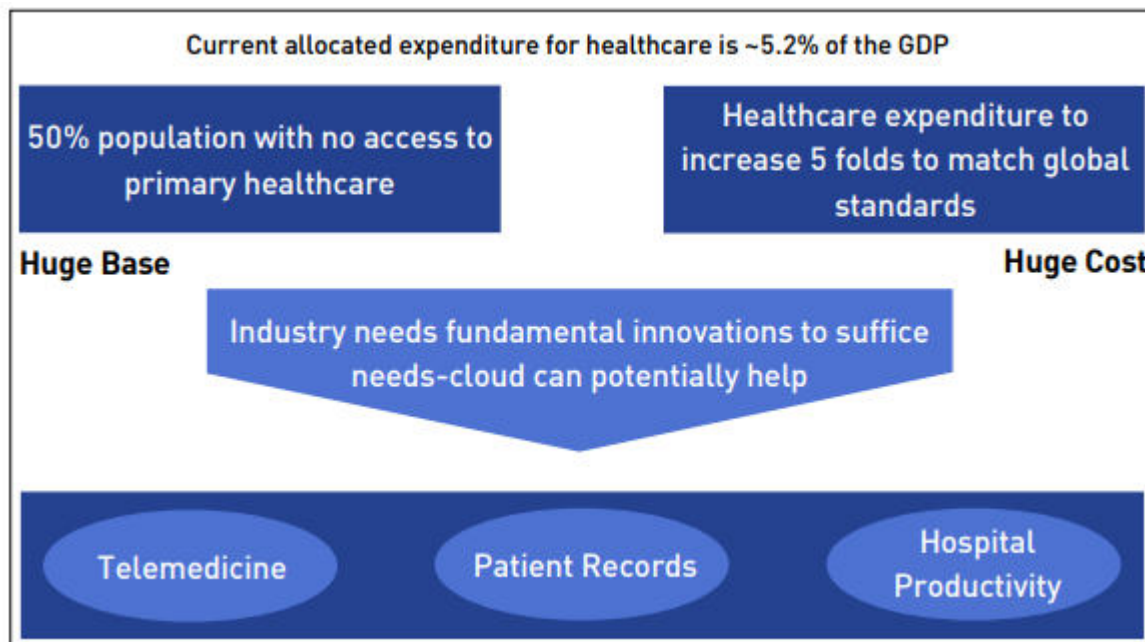 Current allocated expenditure for healthcare is ~5.2% of the GDP
50% population with no access to
primary healthcare
Healthcare expenditure to
increase 5 folds to match global
standards
Huge Base
Huge Cost
Industry needs fundamental innovations to suffice
needs-cloud can potentially help
Telemedicine
Patient Records
Hospital
Productivity